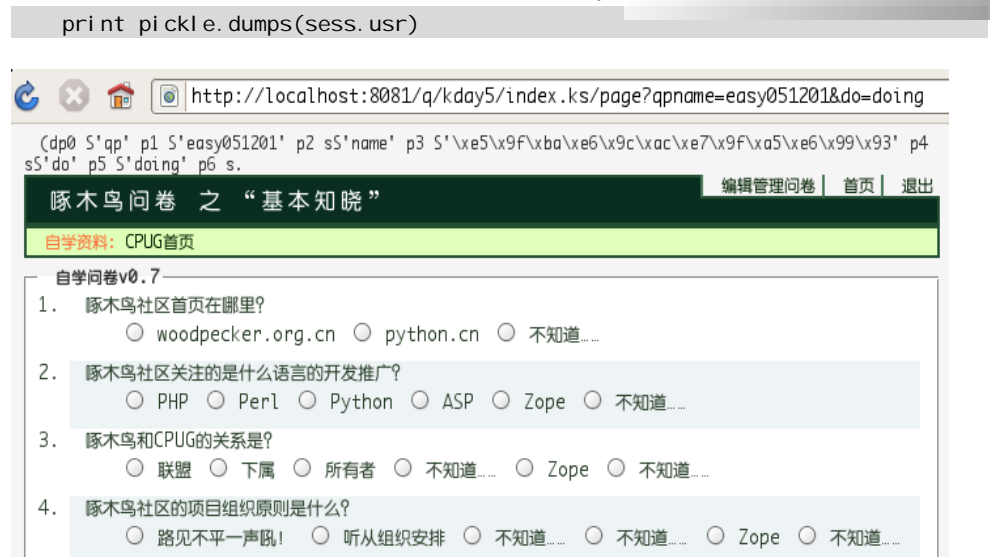 print pickle.dumps(sess.usr)
http://localhost:8081/q/kday5/index.ks/page?qpname=easy051201&do=doing
(dp0 S'qp' p1 S'easy051201' p2 sS'name' p3 S'\xe5\x9f\xba\xe6\x9c\xac\xe7\x9f\xa5\xe6\x99\x93' p4
sS'do' p5 S'doing' p6 s.
编辑管理问卷 首页 退出
啄木鸟问卷 之 “基本知晓”
自学资料: CPUG首页
自学问卷v0.7
1. 啄木鸟社区首页在哪里?
woodpecker.org.cn python.cn 不知道……
2. 啄木鸟社区关注的是什么语言的开发推广?
PHP Perl Python ASP Zope 不知道……
3. 啄木鸟和CPUG的关系是?
联盟 下属 所有者 不知道…… Zope 不知道……
4. 啄木鸟社区的项目组织原则是什么?
路见不平一声吼! 听从组织安排 不知道…… 不知道…… Zope 不知道……